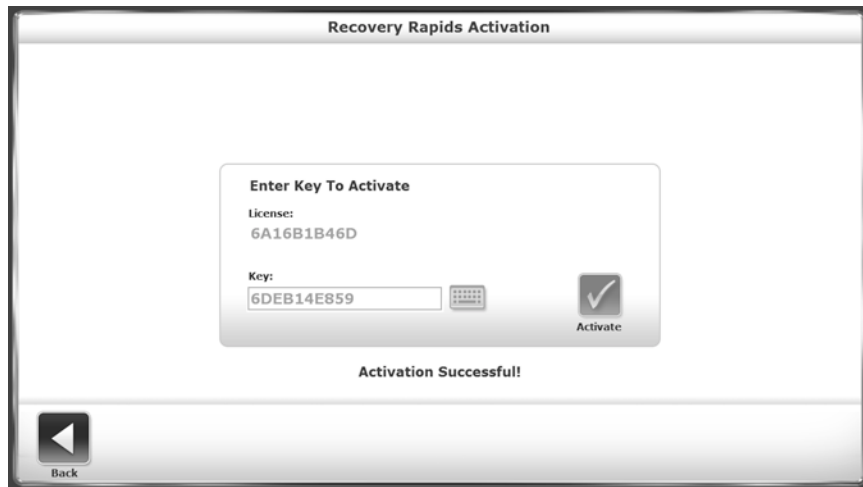 Recovery Rapids Activation
Enter Key To Activate
License:
6A16B1B46D
Key:
6DEB14E859
Activate
Activation Successful!
Back